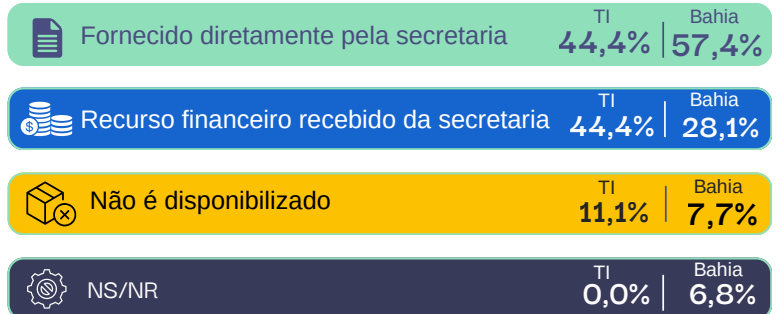 TI Bahia
Fornecido diretamente pela secretaria 44,4% 57,4%
TI Bahia
Recurso financeiro recebido da secretaria 44,4% 28,1%
TI Bahia
Não é disponibilizado 11,1% 7,7%
TI Bahia
NS/NR 0,0% 6,8%